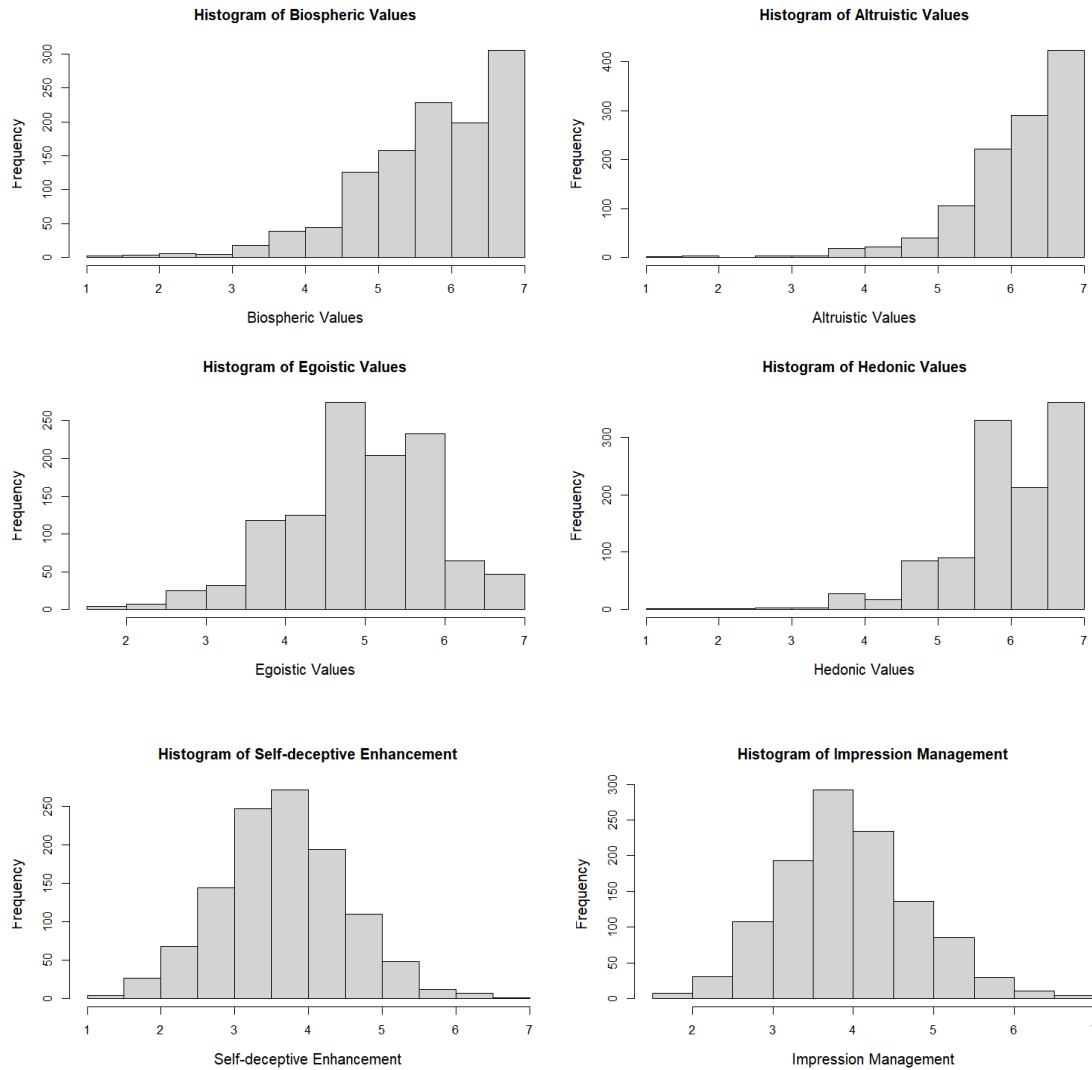 Histogram of Biospheric Values
Frequency
0 50 100 150 200 250 300
1 2 3 4 5 6 7
Biospheric Values
Histogram of Altruistic Values
Frequency
0 100 200 300 400
1 2 3 4 5 6 7
Altruistic Values
Histogram of Egoistic Values
Frequency
0 50 100 150 200 250
2 3 4 5 6 7
Egoistic Values
Histogram of Hedonic Values
Frequency
0 100 200 300
1 2 3 4 5 6 7
Hedonic Values
Histogram of Self-deceptive Enhancement
Frequency
0 50 100 150 200 250
1 2 3 4 5 6 7
Self-deceptive Enhancement
Histogram of Impression Management
Frequency
0 50 100 150 200 250 300
2 3 4 5 6
Impression Management